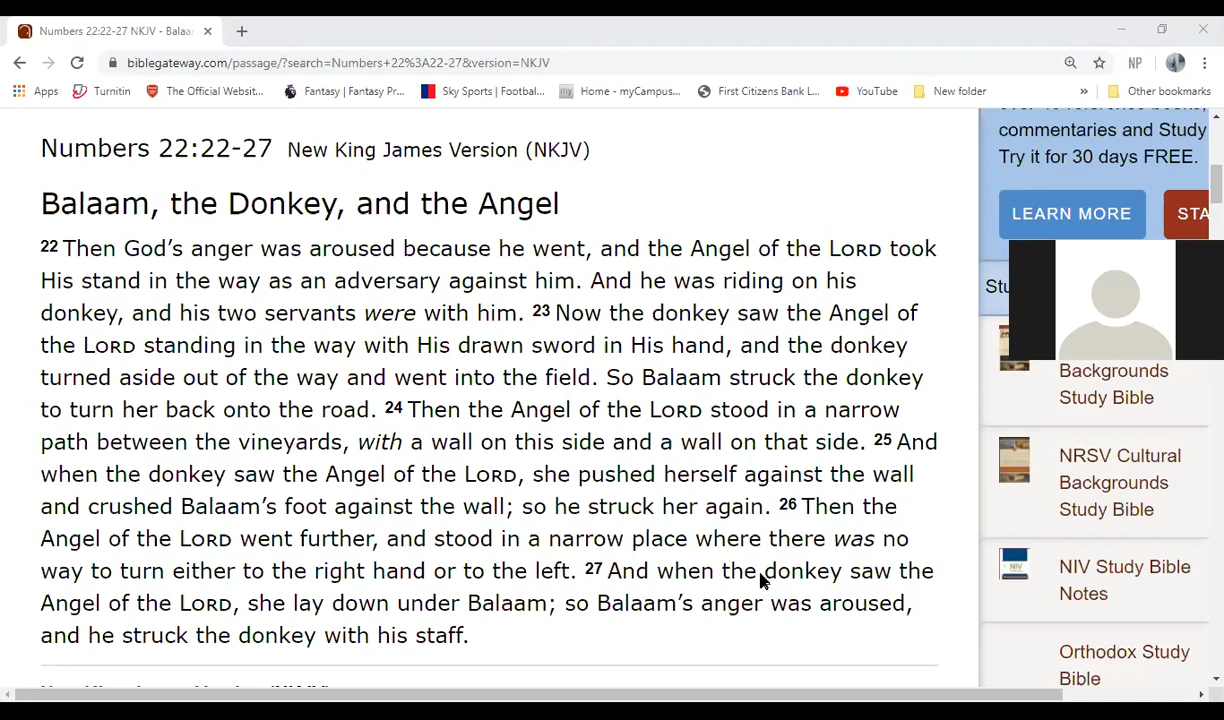 Numbers 22:22-27 NKJV - Balaa
biblegateway.com/passage/?search=Numbers+22%3A22-27&version=NKJV
NP
Apps
Turnitin
The Official Websit...
Fantasy | Fantasy Pr...
Sky Sports | Footbal...
my
Home - myCampus...
First Citizens Bank L...
YouTube
New folder
»
Other bookmarks
Numbers 22:22-27 New King James Version (NKJV)
Balaam, the Donkey, and the Angel
22 Then God's anger was aroused because he went, and the Angel of the LORD took
His stand in the way as an adversary against him. And he was riding on his
donkey, and his two servants were with him. 23 Now the donkey saw the Angel of
the LORD standing in the way with His drawn sword in His hand, and the donkey
turned aside out of the way and went into the field. So Balaam struck the donkey
to turn her back onto the road. 24 Then the Angel of the LORD stood in a narrow
path between the vineyards, with a wall on this side and a wall on that side. 25 And
when the donkey saw the Angel of the LORD, she pushed herself against the wall
and crushed Balaam's foot against the wall; so he struck her again. 26 Then the
Angel of the LORD went further, and stood in a narrow place where there was no
way to turn either to the right hand or to the left. 27 And when the donkey saw the
Angel of the LORD, she lay down under Balaam; so Balaam's anger was aroused,
and he struck the donkey with his staff.
commentaries and Study
Try it for 30 days FREE.
LEARN MORE
STA
Stu
Backgrounds
Study Bible
NRSV Cultural
Backgrounds
Study Bible
NIV Study Bible
Notes
Orthodox Study
Bible